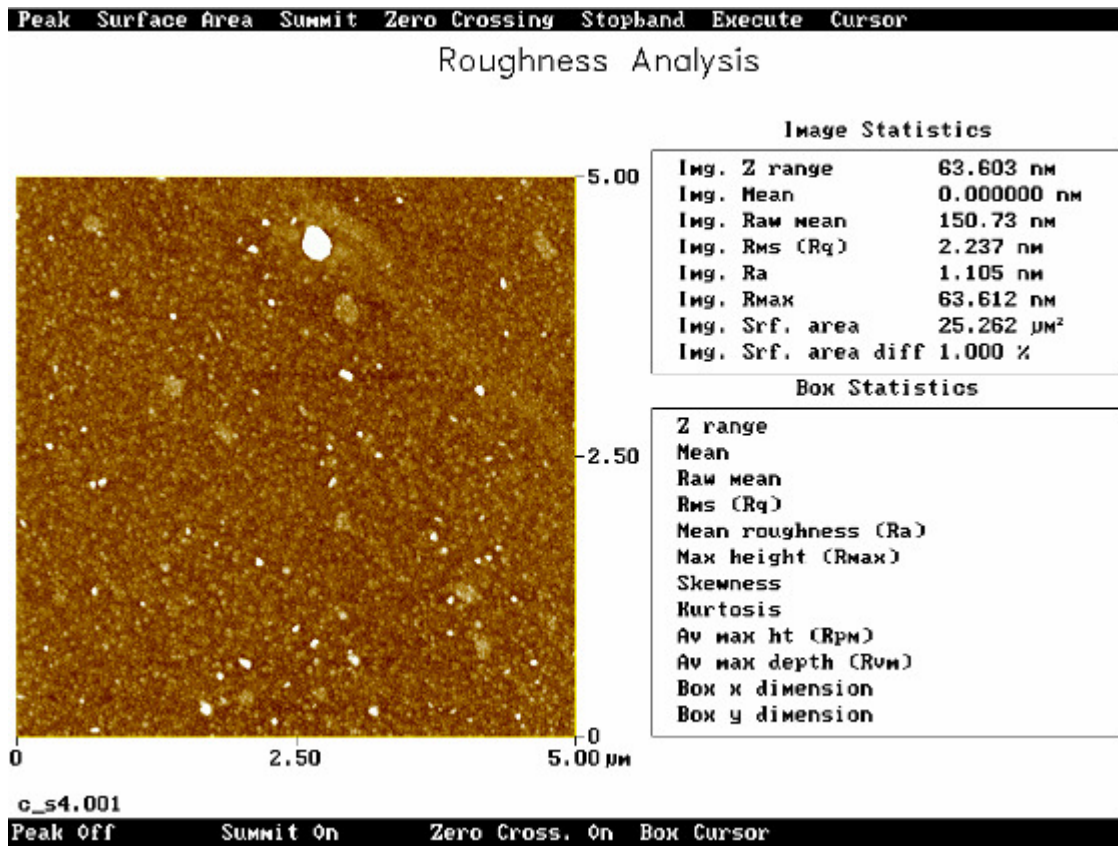 Peak Surface Area Summit Zero Crossing Stopband Execute Cursor
Roughness Analysis
Image Statistics
Img. Z range 63.603 nm
Img. Mean 0.000000 nm
Img. Raw mean 150.73 nm
Img. Rms (Rq) 2.237 nm
Img. Ra 1.105 nm
Img. Rmax 63.612 nm
Img. Srf. area 25.262 µm²
Img. Srf. area diff 1.000 %
Box Statistics
Z range
Mean
Raw mean
Rms (Rq)
Mean roughness (Ra)
Max height (Rmax)
Skewness
Kurtosis
Av max ht (Rpm)
Av max depth (Rvm)
Box x dimension
Box y dimension
5.00
2.50
0
0 2.50 5.00 µm
c_s4.001
Peak Off Summit On Zero Cross. On Box Cursor